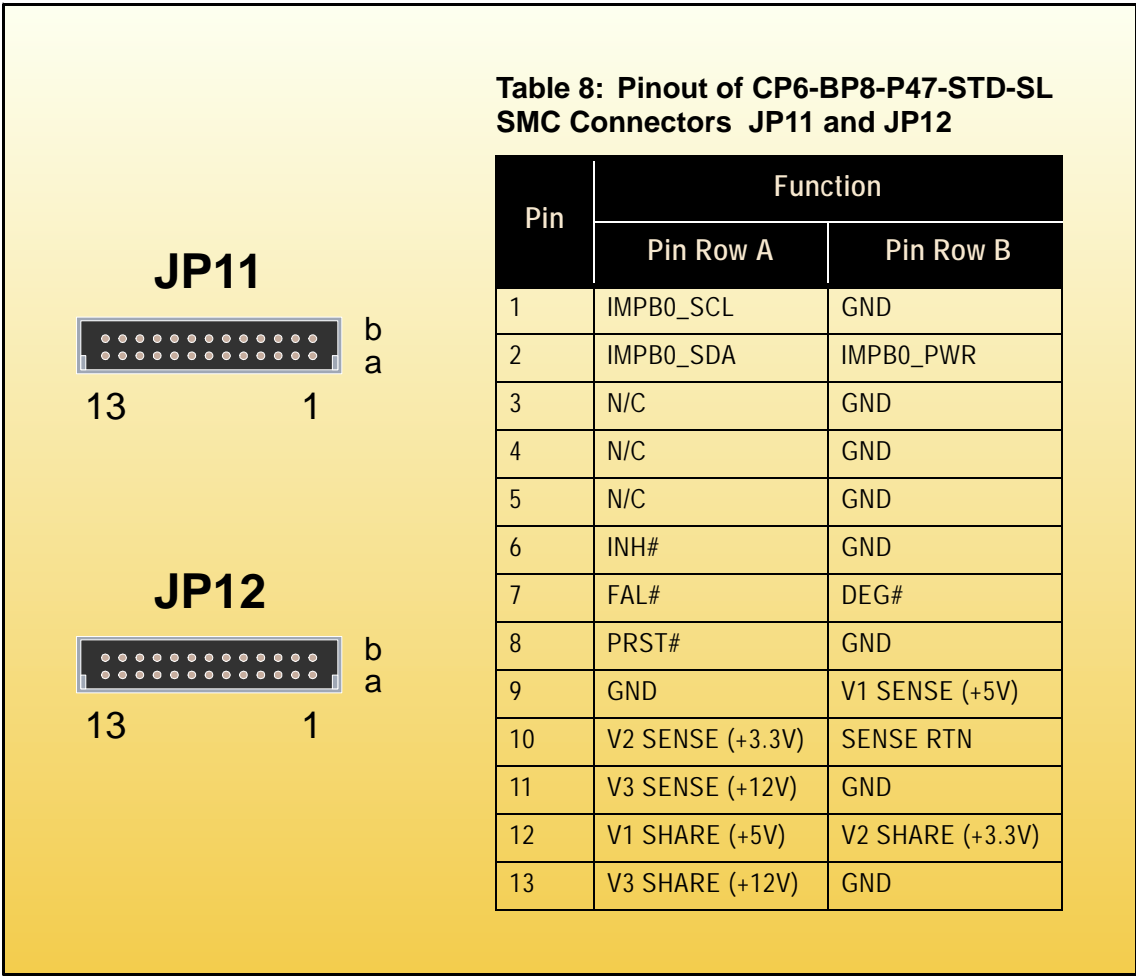 Table 8: Pinout of CP6-BP8-P47-STD-SL
SMC Connectors JP11 and JP12
Pin
Function
Pin Row A Pin Row B
1 IMPB0_SCL GND
2 IMPB0_SDA IMPB0_PWR
3 N/C GND
4 N/C GND
5 N/C GND
6 INH# GND
7 FAL# DEG#
8 PRST# GND
9 GND V1 SENSE (+5V)
10 V2 SENSE (+3.3V) SENSE RTN
11 V3 SENSE (+12V) GND
12 V1 SHARE (+5V) V2 SHARE (+3.3V)
13 V3 SHARE (+12V) GND
JP11
b
a
13 1
JP12
b
a
13 1